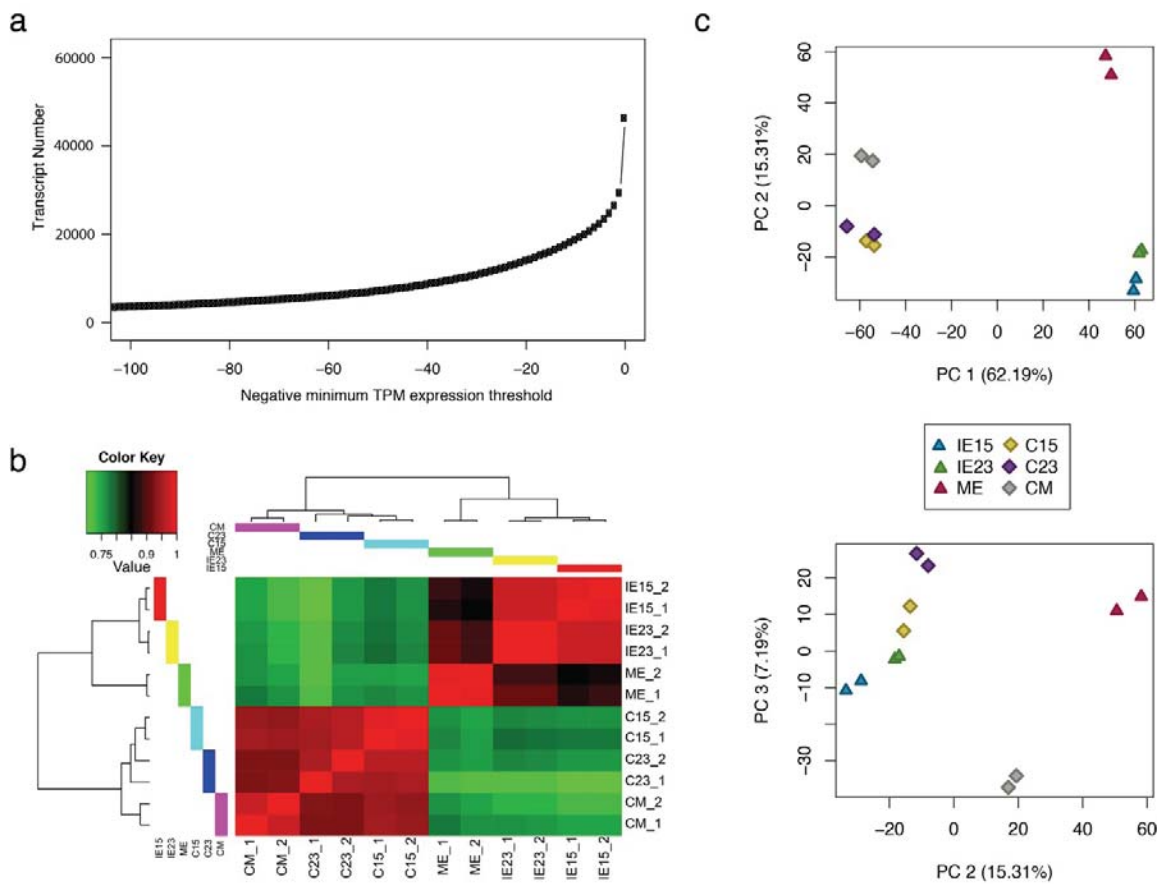 a
60000
40000
20000
0
Transcript Number
−100 −80 −60 −40 −20 0
Negative minimum TPM expression threshold
b
Color Key
0.75 0.9 1
Value
CM
C23
C15
ME
IE23
IE15
IE15_2
IE15_1
IE23_2
IE23_1
ME_2
ME_1
C15_2
C15_1
C23_2
C23_1
CM_2
CM_1
IE15 IE23 ME C15 C23 CM
CM_1 CM_2 C23_1 C23_2 C15_1 C15_2 ME_1 ME_2 IE23_1 IE23_2 IE15_1 IE15_2
c
60
40
20
0
−20
PC 2 (15.31%)
−60 −40 −20 0 20 40 60
PC 1 (62.19%)
IE15 C15
IE23 C23
ME CM
20
10
0
−10
−30
PC 3 (7.19%)
−20 0 20 40 60
PC 2 (15.31%)